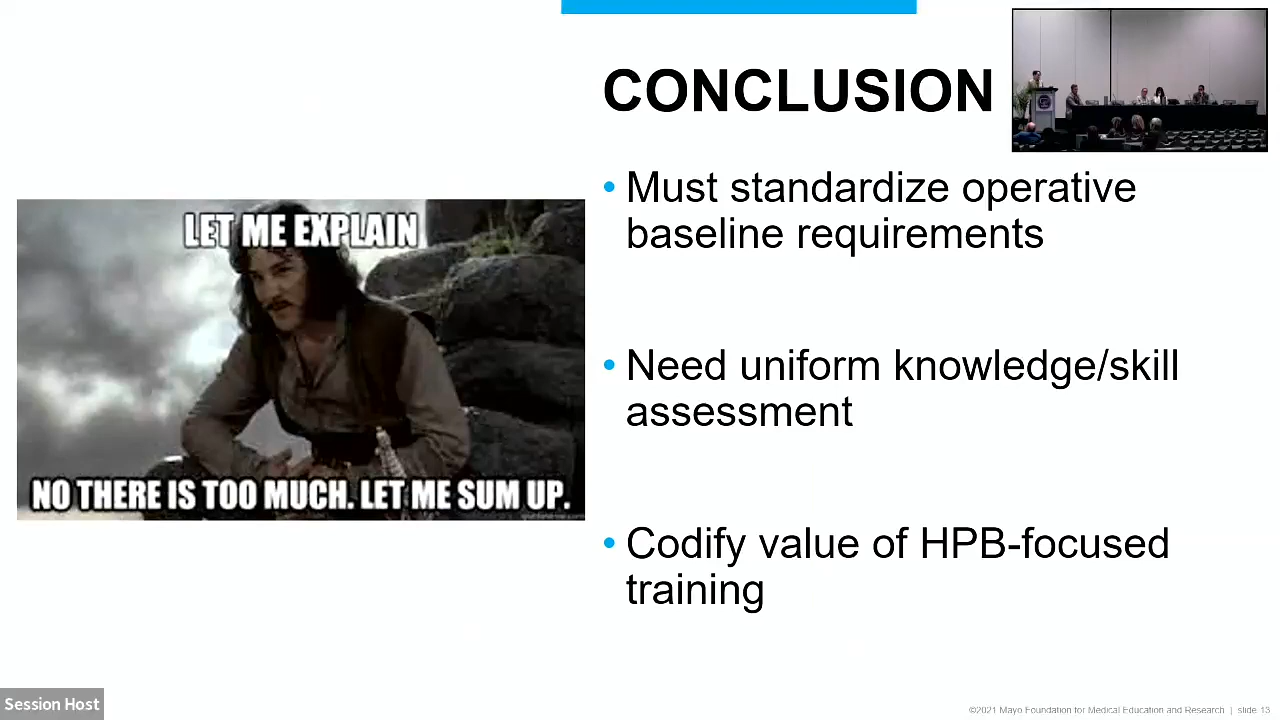 CONCLUSION
• Must standardize operative
baseline requirements
• Need uniform knowledge/skill
assessment
• Codify value of HPB-focused
training
LET ME EXPLAIN
NO THERE IS TOO MUCH. LET ME SUM UP.
Session Host
©2021 Mayo Foundation for Medical Education and Research | slide-13